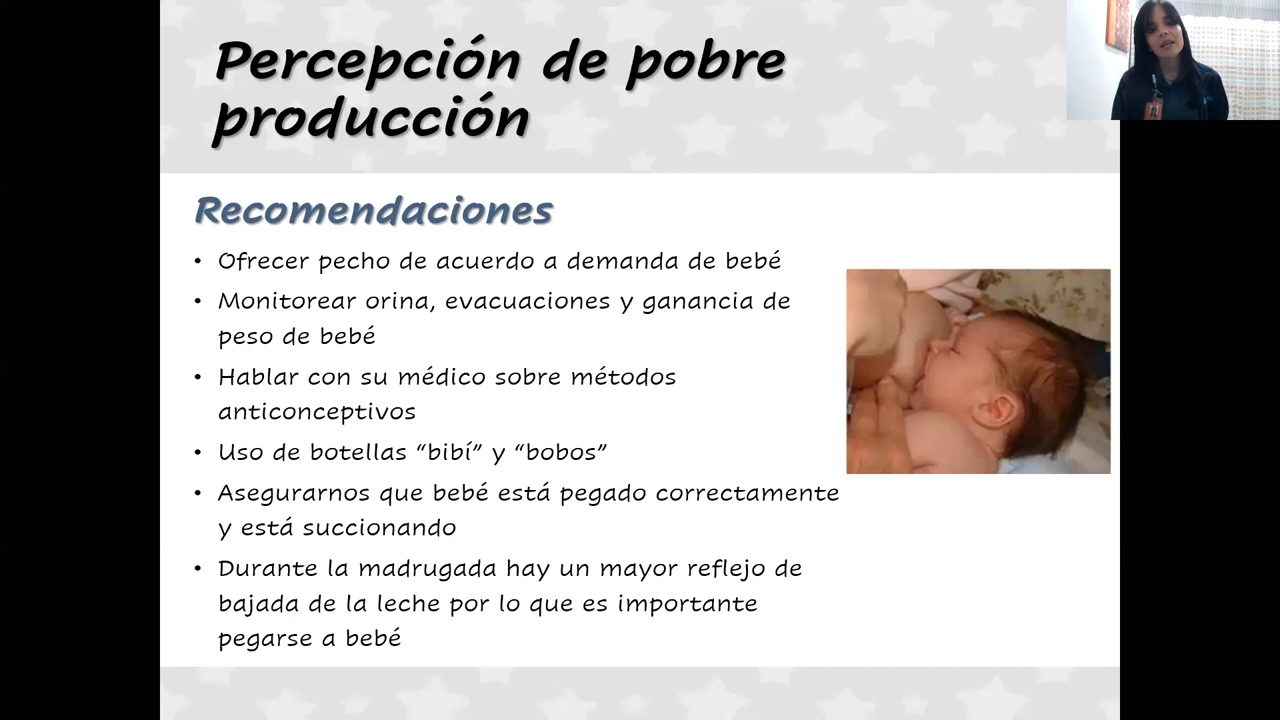 Percepción de pobre
producción
Recomendaciones
• Ofrecer pecho de acuerdo a demanda de bebé
• Monitorear orina, evacuaciones y ganancia de
peso de bebé
• Hablar con su médico sobre métodos
anticonceptivos
• Uso de botellas “bibí” y “bobos”
• Asegurarnos que bebé está pegado correctamente
y está succionando
• Durante la madrugada hay un mayor reflejo de
bajada de la leche por lo que es importante
pegarse a bebé